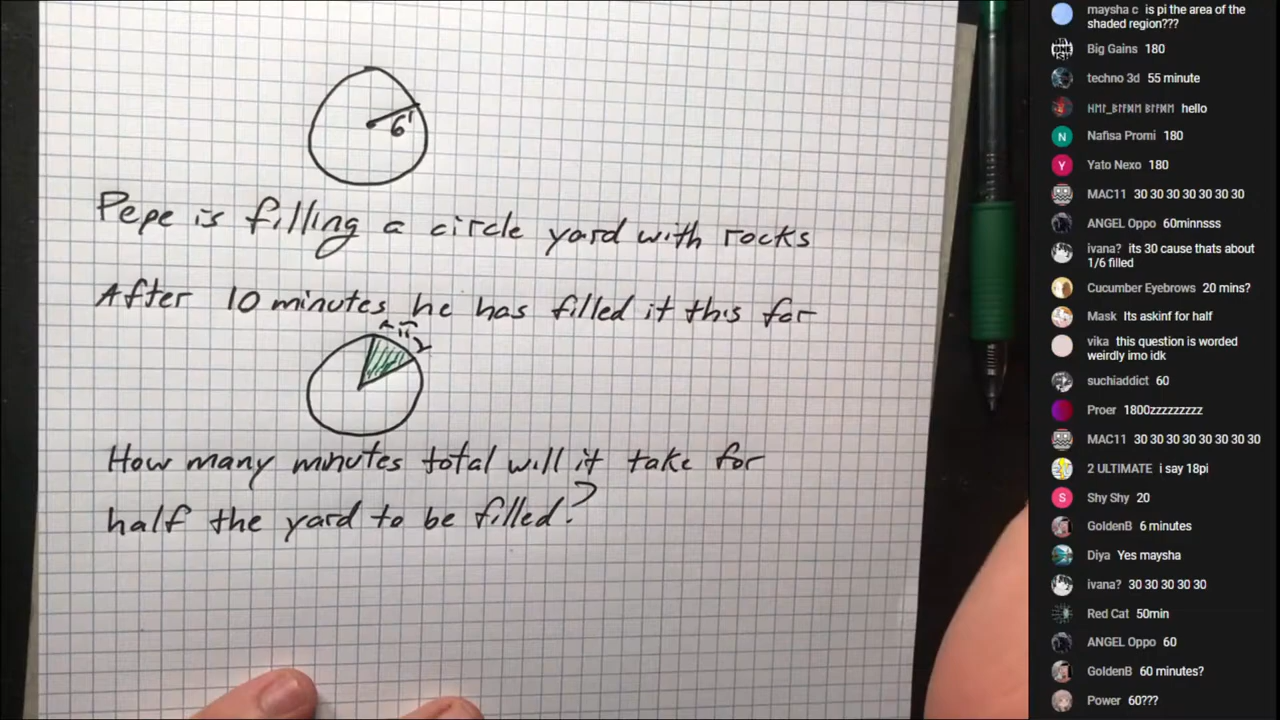 6'
Pepe is filling a circle yard with rocks
After 10 minutes he has filled it this for
π
How many minutes total will it take for
half the yard to be filled?
maysha c is pi the area of the
shaded region???
Big Gains 180
techno 3d 55 minute
hello
Nafisa Promi 180
Yato Nexo 180
MAC11 30 30 30 30 30 30 30
ANGEL Oppo 60minnsss
ivana? its 30 cause thats about
1/6 filled
Cucumber Eyebrows 20 mins?
Mask Its askinf for half
vika this question is worded
weirdly imo idk
suchiaddict 60
Proer 1800zzzzzzzzz
MAC11 30 30 30 30 30 30 30 30
2 ULTIMATE i say 18pi
Shy Shy 20
GoldenB 6 minutes
Diya Yes maysha
ivana? 30 30 30 30 30
Red Cat 50min
ANGEL Oppo 60
GoldenB 60 minutes?
Power 60???